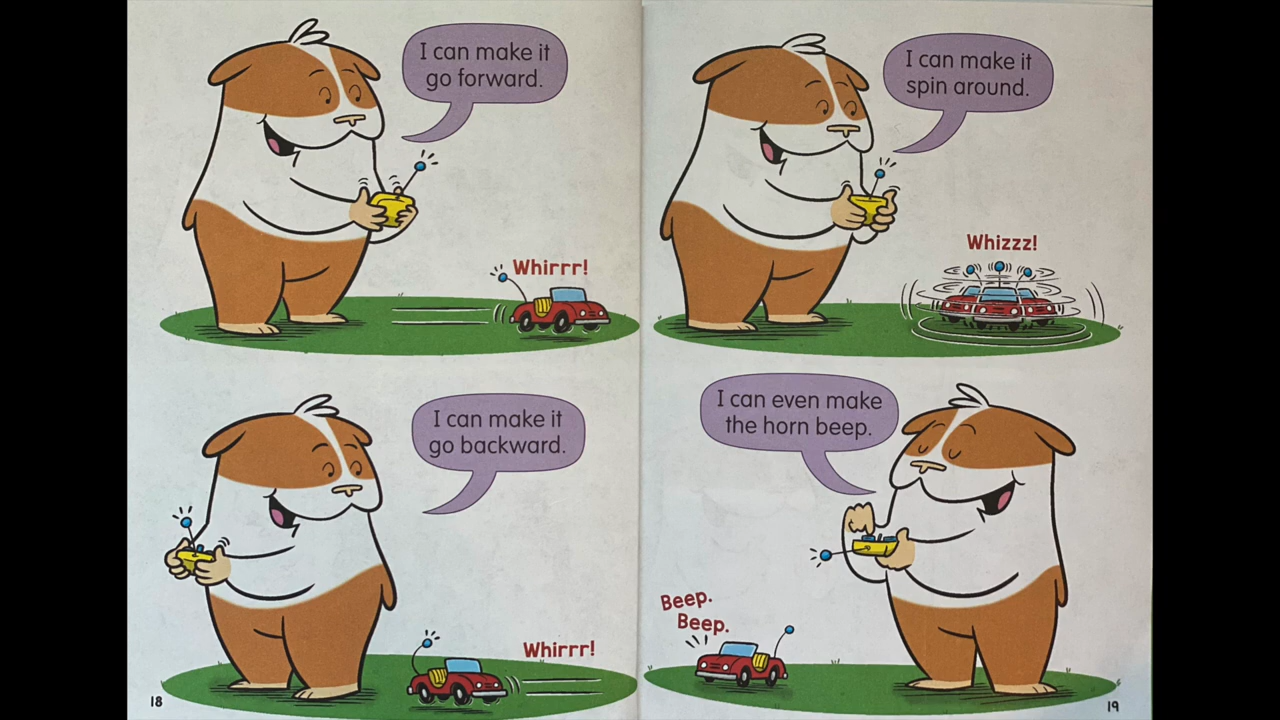 I can make it
go forward.
Whirrr!
I can make it
go backward.
Whirrr!
18
I can make it
spin around.
Whizzz!
I can even make
the horn beep.
Beep.
Beep.
19